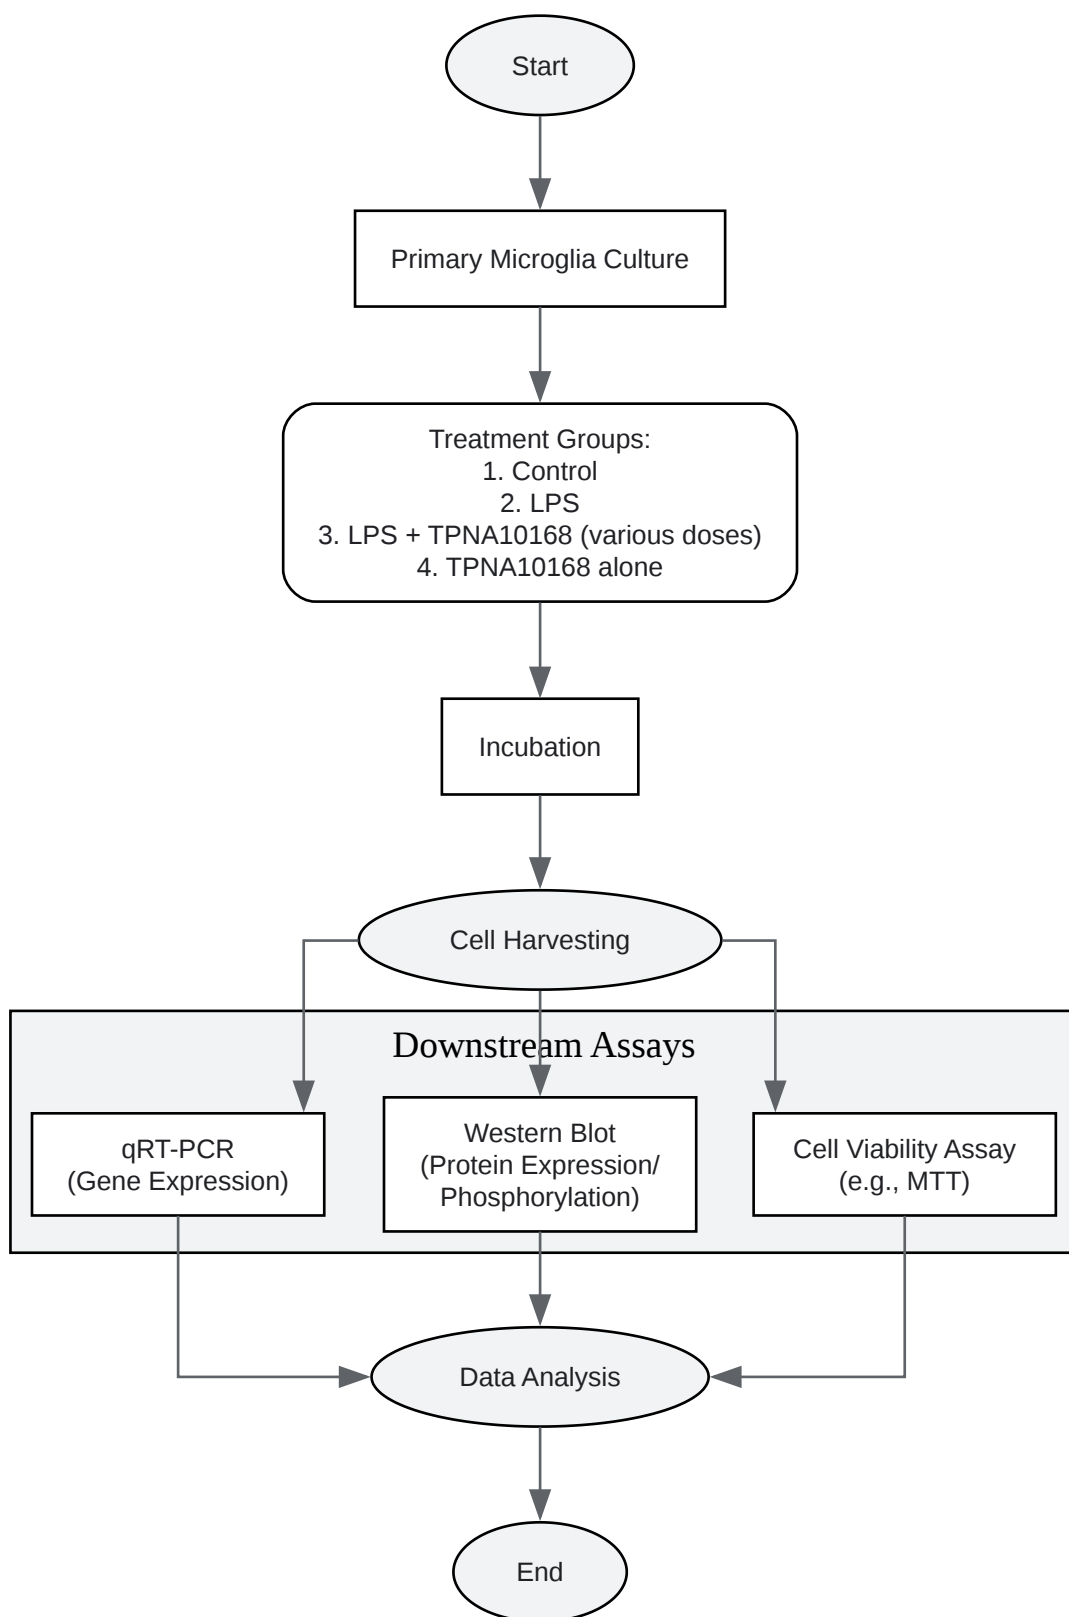 Start
Primary Microglia Culture
Treatment Groups:
1. Control
2. LPS
3. LPS + TPNA10168 (various doses)
4. TPNA10168 alone
Incubation
Cell Harvesting
Downstream Assays
qRT-PCR
(Gene Expression)
Western Blot
(Protein Expression/
Phosphorylation)
Cell Viability Assay
(e.g., MTT)
Data Analysis
End